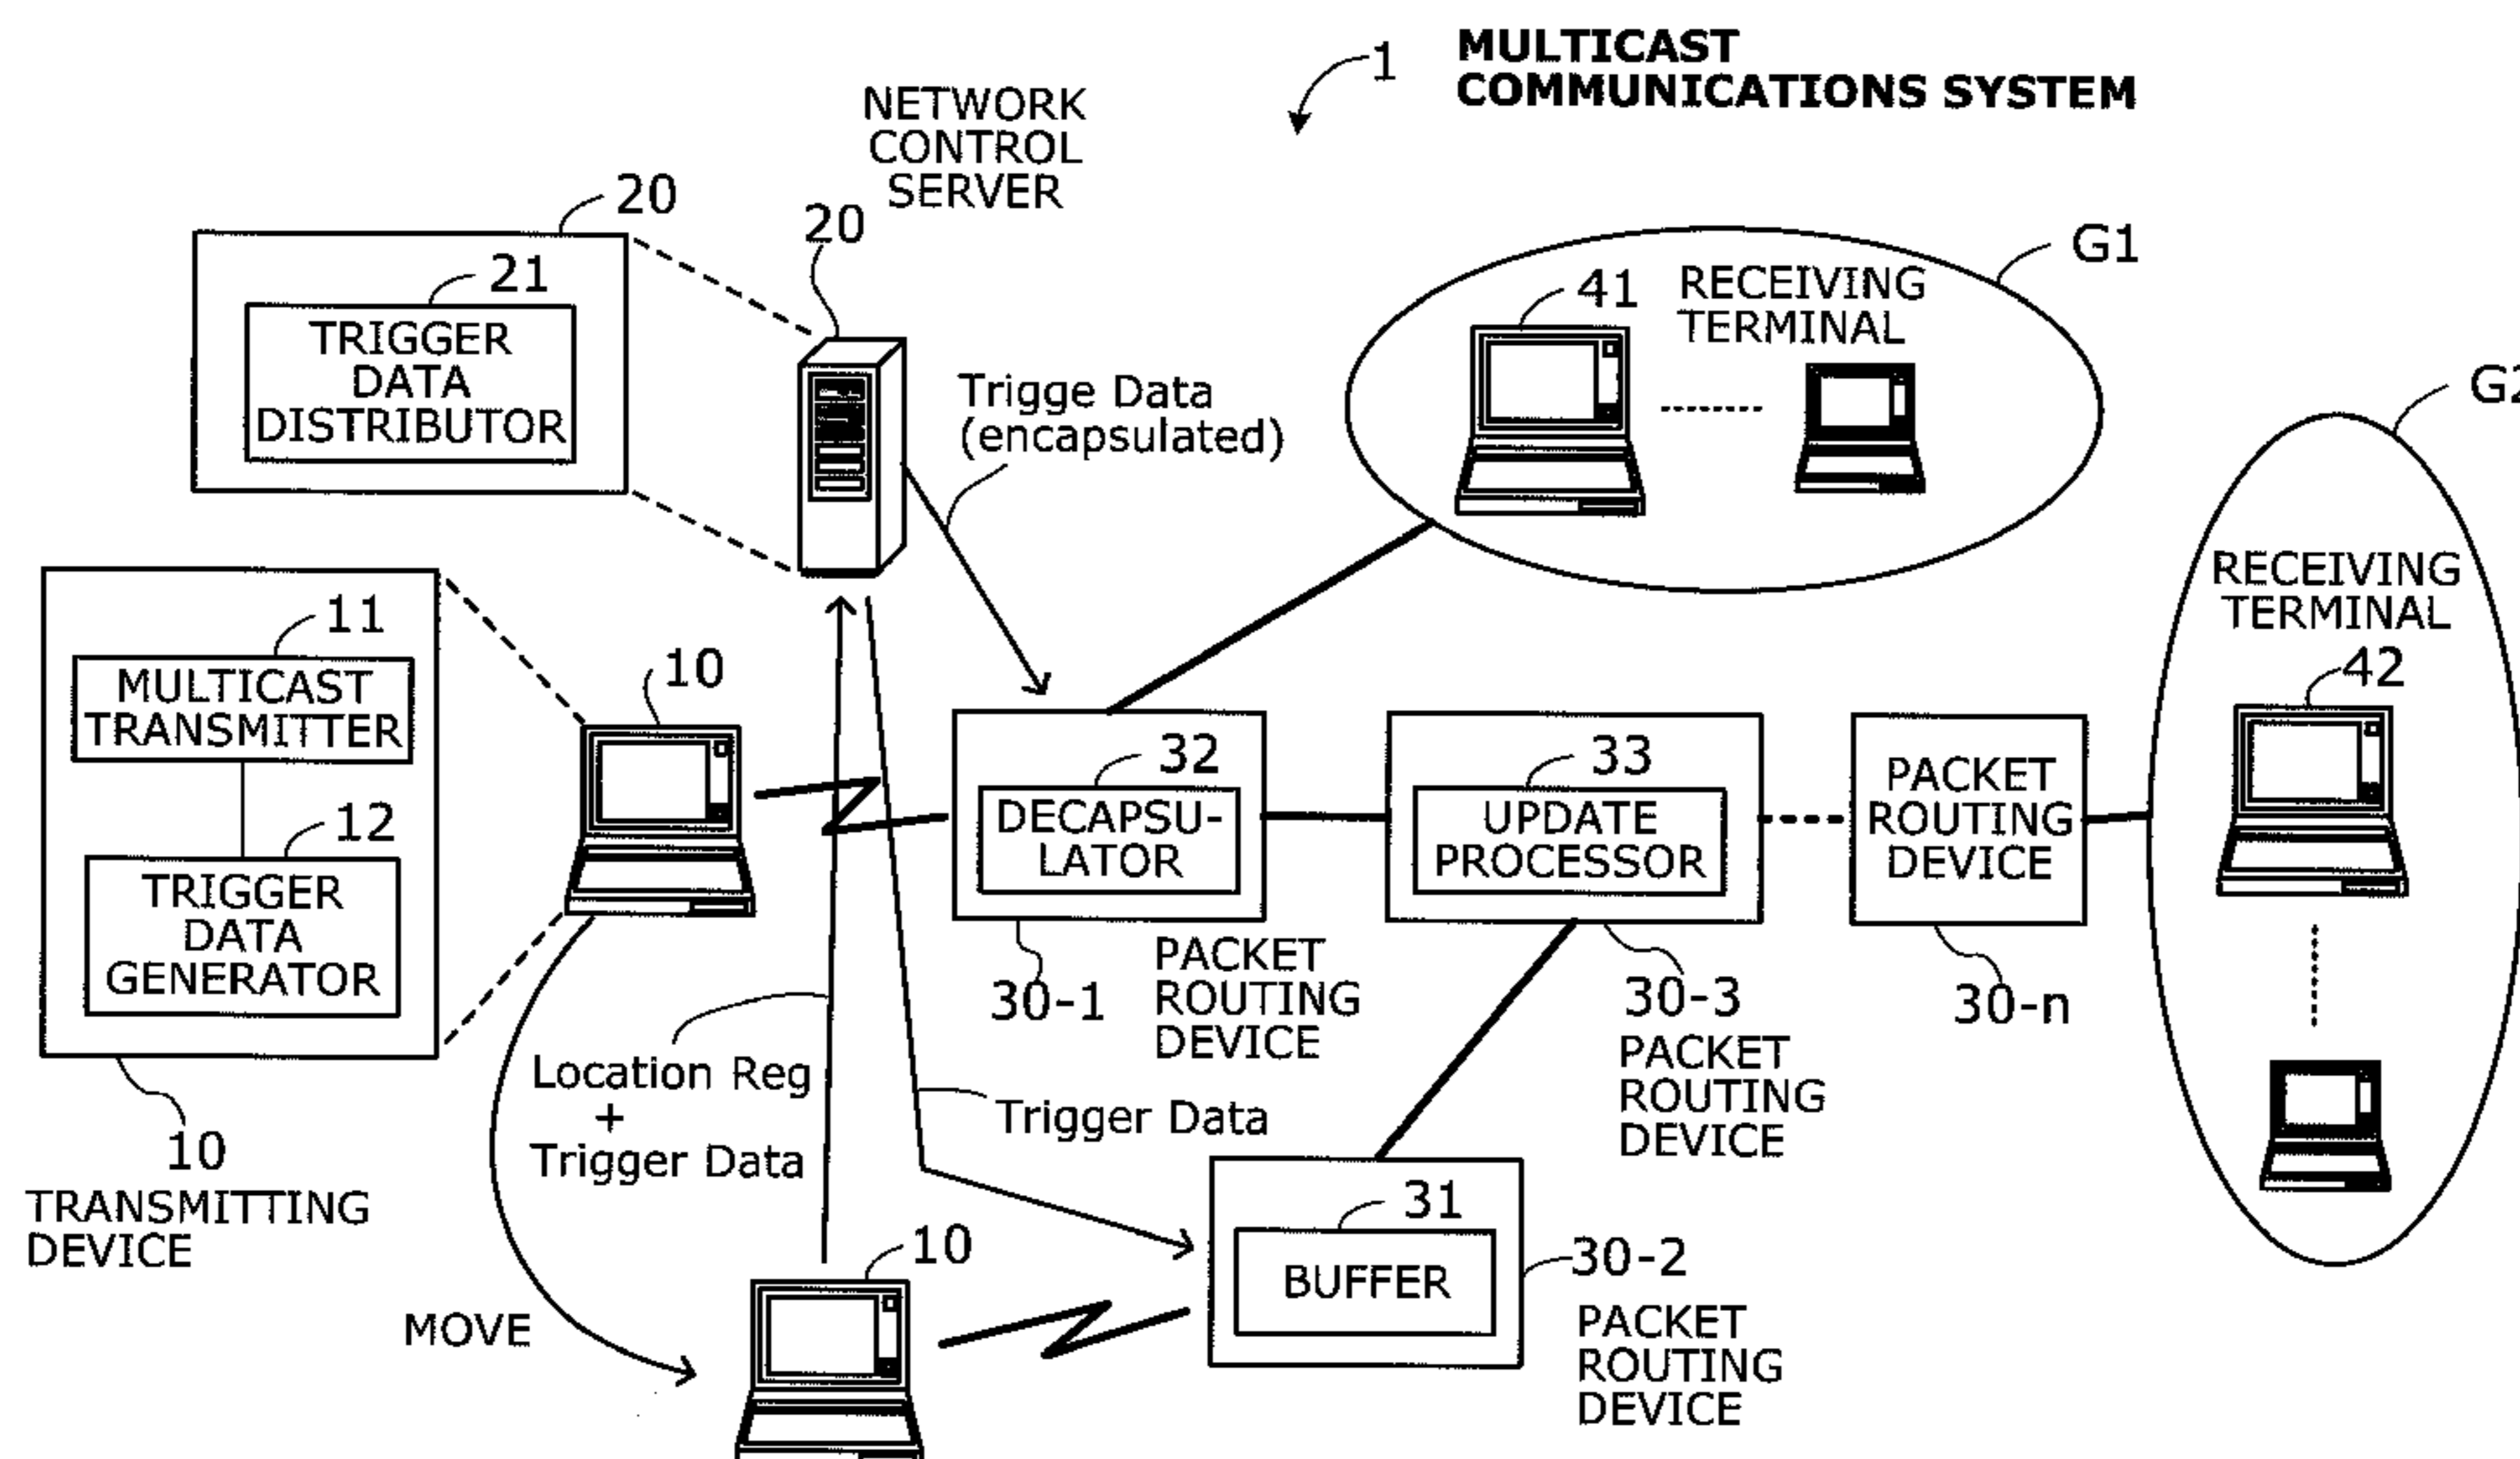 1
MULTICAST
COMMUNICATIONS SYSTEM
NETWORK
CONTROL
SERVER
20
20
21
TRIGGER
DATA
DISTRIBUTOR
Trigge Data
(encapsulated)
G1
41
RECEIVING
TERMINAL
G2
RECEIVING
TERMINAL
42
11
MULTICAST
TRANSMITTER
12
TRIGGER
DATA
GENERATOR
10
TRANSMITTING
DEVICE
10
32
DECAPSU-
LATOR
30-1
PACKET
ROUTING
DEVICE
33
UPDATE
PROCESSOR
30-3
PACKET
ROUTING
DEVICE
PACKET
ROUTING
DEVICE
30-n
Location Reg
+
Trigger Data
Trigger Data
MOVE
10
31
BUFFER
30-2
PACKET
ROUTING
DEVICE